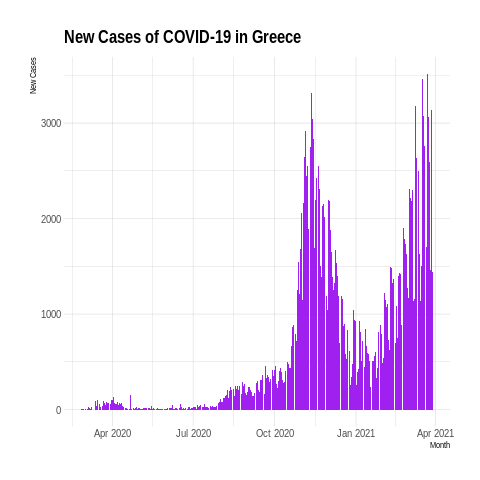 New Cases of COVID-19 in Greece
New Cases
3000
2000
1000
0
Apr 2020 Jul 2020 Oct 2020 Jan 2021 Apr 2021
Month